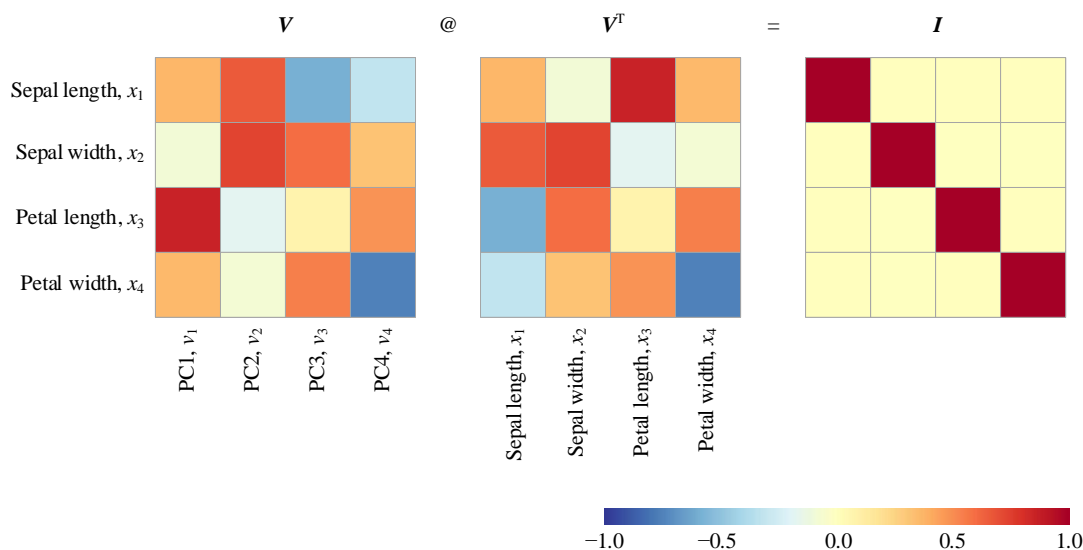 V @ Vᵀ = I
Sepal length, x₁
Sepal width, x₂
Petal length, x₃
Petal width, x₄
PC1, v₁
PC2, v₂
PC3, v₃
PC4, v₄
Sepal length, x₁
Sepal width, x₂
Petal length, x₃
Petal width, x₄
−1.0 −0.5 0.0 0.5 1.0